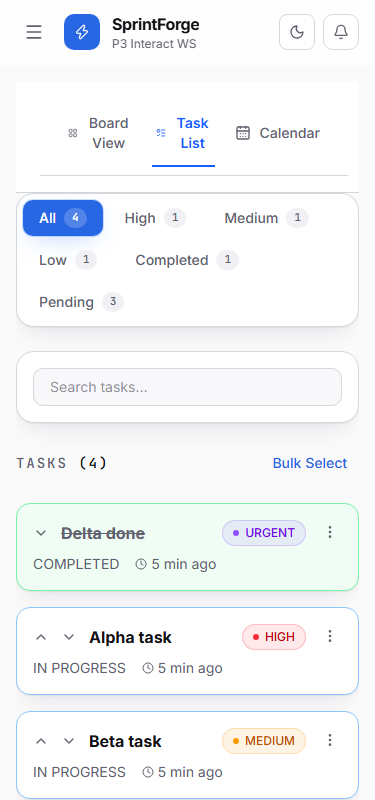 SprintForge
P3 Interact WS
Board View
Task List
Calendar
All 4
High 1
Medium 1
Low 1
Completed 1
Pending 3
Search tasks...
TASKS (4)
Bulk Select
Delta done
URGENT
COMPLETED
5 min ago
Alpha task
HIGH
IN PROGRESS
5 min ago
Beta task
MEDIUM
IN PROGRESS
5 min ago